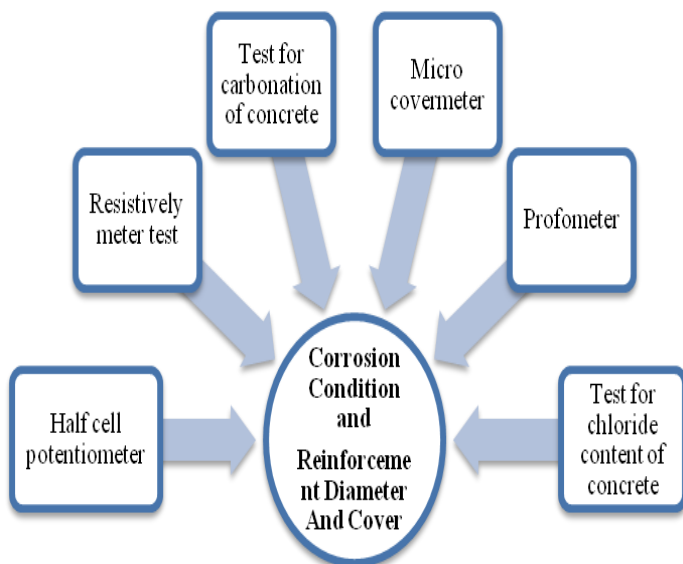 Test for
carbonation
of concrete
Micro
covermeter
Resistively
meter test
Profometer
Half cell
potentiometer
Corrosion
Condition
and
Reinforceme
nt Diameter
And Cover
Test for
chloride
content of
concrete